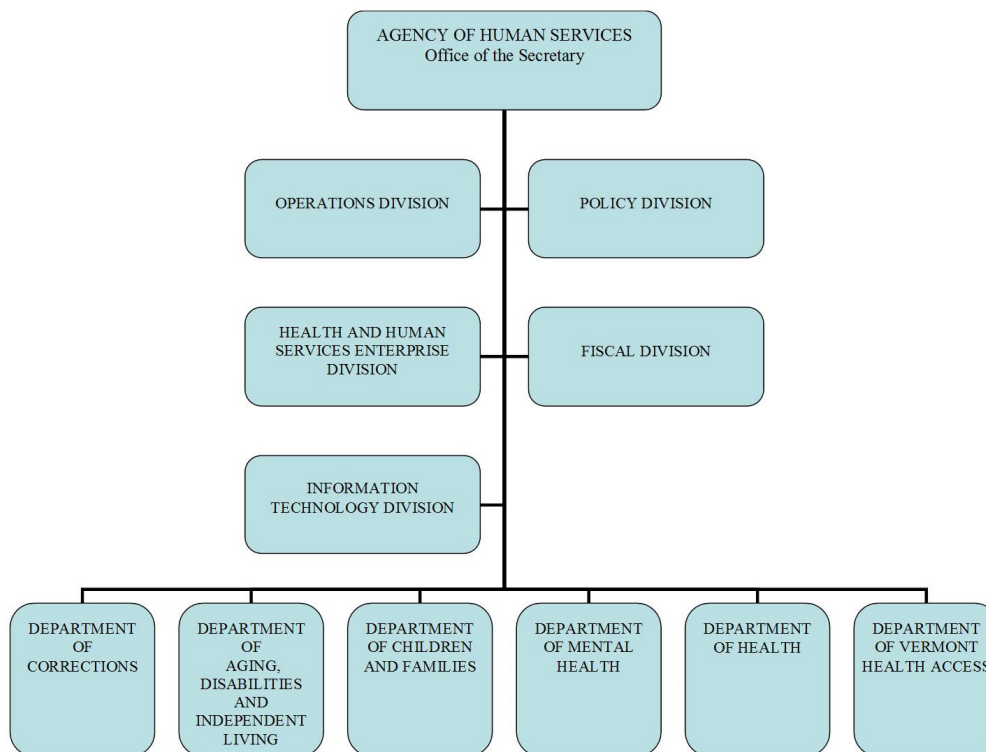 AGENCY OF HUMAN SERVICES
Office of the Secretary
OPERATIONS DIVISION
POLICY DIVISION
HEALTH AND HUMAN
SERVICES ENTERPRISE
DIVISION
FISCAL DIVISION
INFORMATION
TECHNOLOGY DIVISION
DEPARTMENT
OF
CORRECTIONS
DEPARTMENT
OF
AGING,
DISABILITIES
AND
INDEPENDENT
LIVING
DEPARTMENT
OF CHILDREN
AND FAMILIES
DEPARTMENT
OF MENTAL
HEALTH
DEPARTMENT
OF HEALTH
DEPARTMENT
OF VERMONT
HEALTH ACCESS